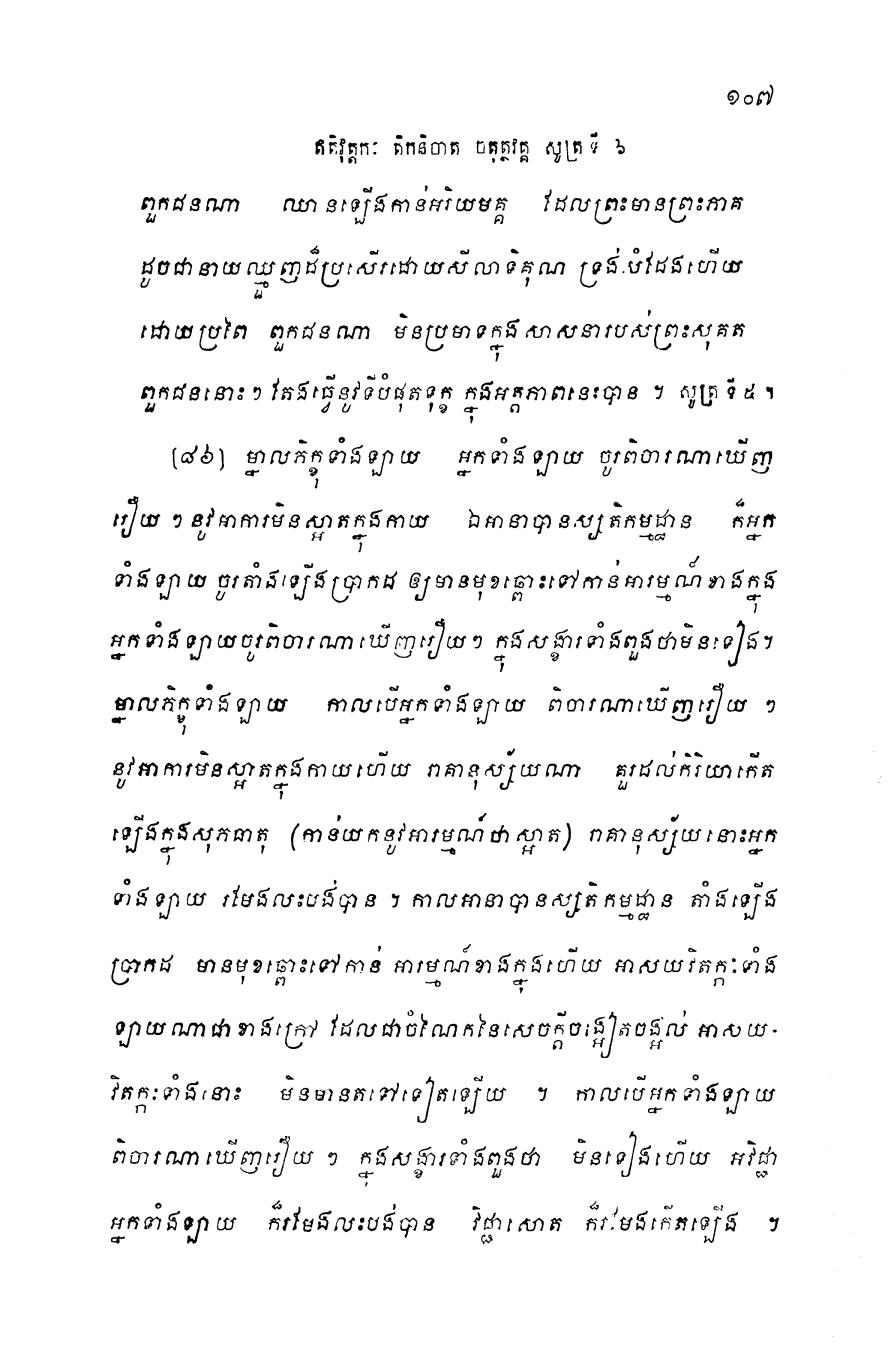 ១០៧
ឥតិវុត្តកៈ តិកនិបាត ចតុត្ថវគ្គ សូត្រទី ៦
ពួកជនណា ឈានឡើងកាន់អរិយមគ្គ ដែលព្រះមានព្រះភាគ
ដូចជានាយឈ្មួញដ៏ប្រសើរដោយសីលាទិគុណ ទ្រង់សំដែងហើយ
ដោយប្រពៃ ពួកជនណា មិនប្រមាទក្នុងសាសនារបស់ព្រះសុគត
ពួកជននោះៗ តែងធ្វើនូវទីបំផុតទុក្ខ ក្នុងអត្តភាពនេះបាន ។ សូត្រ ទី៥ ។
(៨៦) ម្នាលភិក្ខុទាំងឡាយ អ្នកទាំងឡាយ ចូរពិចារណាឃើញ
រឿយ ៗ នូវអាការមិនស្អាតក្នុងកាយ ឯអានាបានស្សតិកម្មដ្ឋាន ក៏អ្នក
ទាំងឡាយ ចូរតាំងឡើងប្រាកដ ឲ្យមានមុខឆ្ពោះទៅកាន់អារម្មណ៍ខាងក្នុង
អ្នកទាំងឡាយចូរពិចារណាឃើញរឿយៗ ក្នុងសង្ខារទាំងពួងថាមិនទៀង។
ម្នាលភិក្ខុទាំងឡាយ កាលបើអ្នកទាំងឡាយ ពិចារណាឃើញរឿយ ៗ
នូវអាការមិនស្អាតក្នុងកាយហើយ រាគានុស្ស័យណា គួរដល់កិរិយាកើត
ឡើងក្នុងសុភធាតុ (កាន់យកនូវអារម្មណ៍ថាស្អាត) រាគានុស្ស័យនោះអ្នក
ទាំងឡាយ រមែងលះបង់បាន ។ កាលអានាបានស្សតិកម្មដ្ឋាន តាំងឡើង
ប្រាកដ មានមុខឆ្ពោះទៅកាន់ អារម្មណ៍ខាងក្នុងហើយ អាសយវិតក្កៈទាំង
ឡាយណាជាខាងក្រៅ ដែលជាចំណែកនៃសេចក្តីចង្អៀតចង្អល់ អាសយ-
វិតក្កៈទាំងនោះ មិនមានតទៅទៀតឡើយ ។ កាលបើអ្នកទាំងឡាយ
ពិចារណាឃើញរឿយ ៗ ក្នុងសង្ខារទាំងពួងថា មិនទៀងហើយ អវិជ្ជា
អ្នកទាំងឡាយ ក៏រមែងលះបង់បាន វិជ្ជាសោត ក៏រមែងកើតឡើង ។